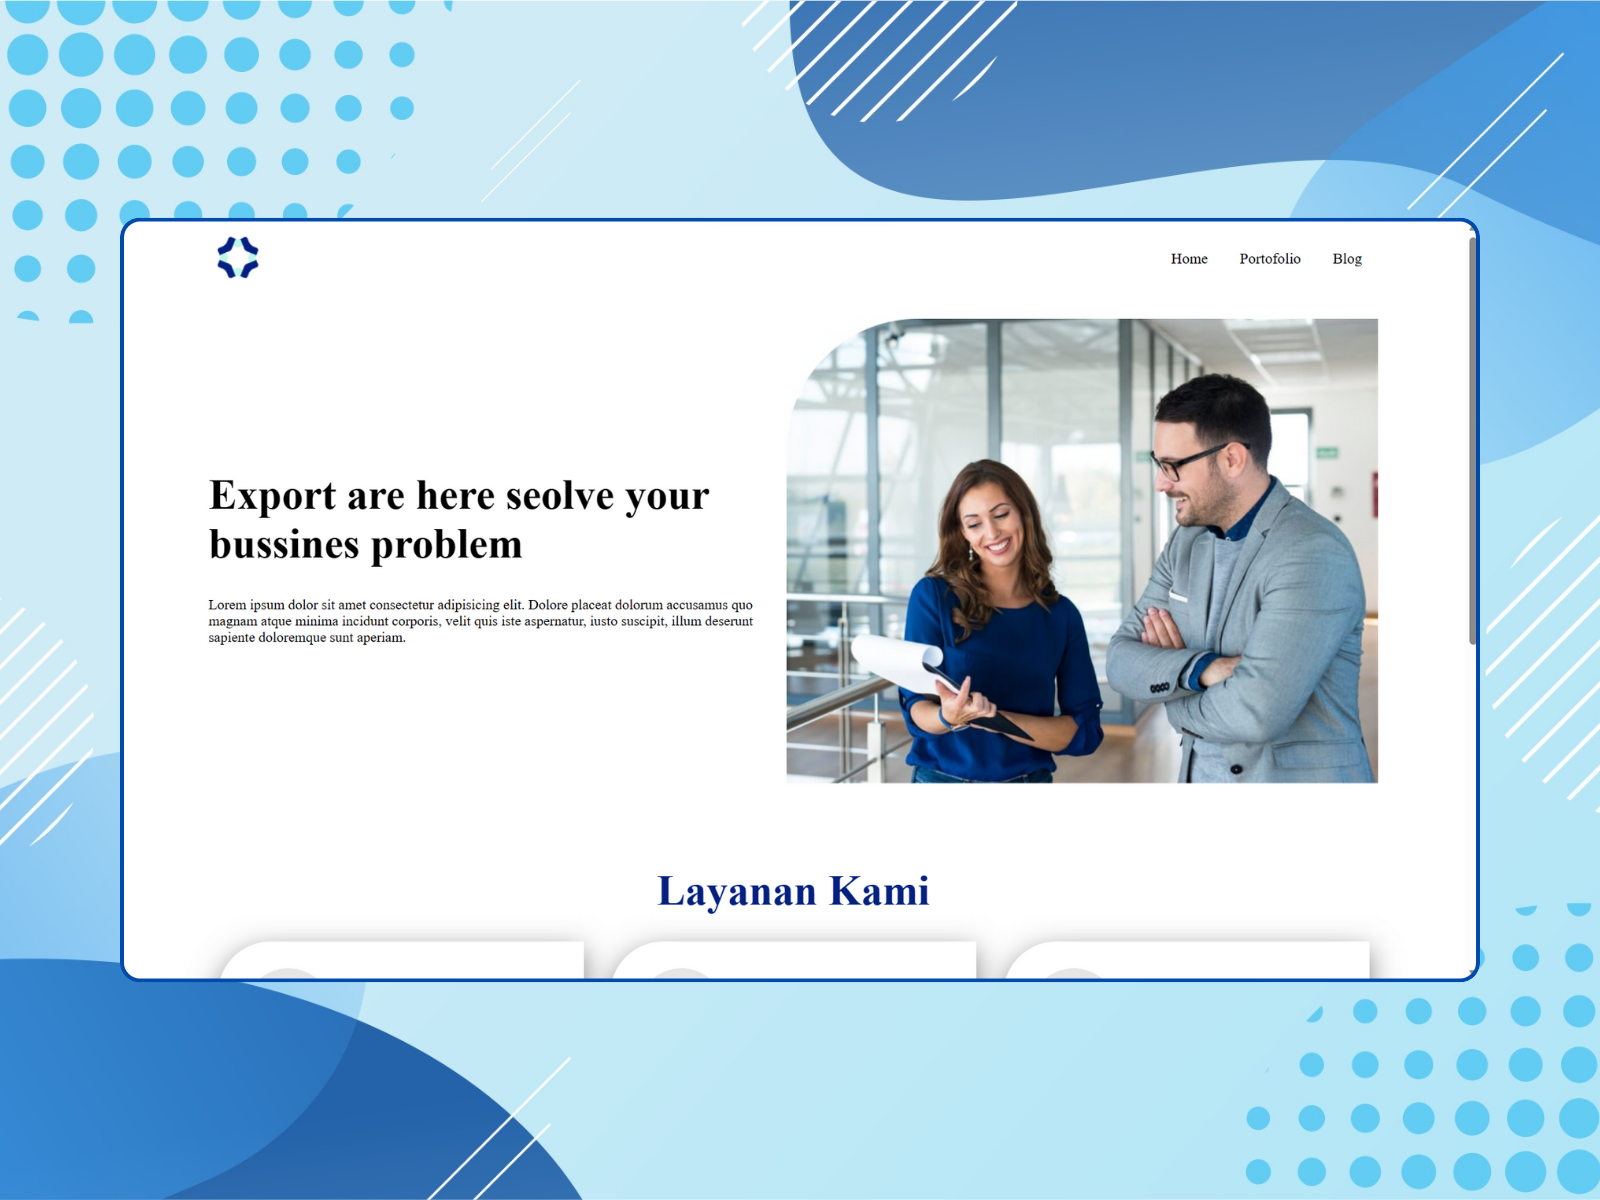 Home Portofolio Blog
Export are here seolve your
bussines problem
Lorem ipsum dolor sit amet consectetur adipisicing elit. Dolore placeat dolorum accusamus quo
magnam atque minima incidunt corporis, velit quis iste aspernatur, iusto suscipit, illum deserunt
sapiente doloremque sunt aperiam.
Layanan Kami